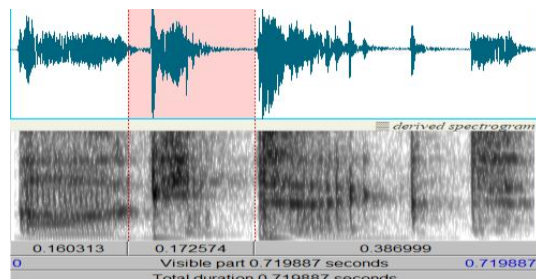 derived spectrogram
0.160313 0.172574 0.386999
0 Visible part 0.719887 seconds 0.719887
Total duration 0.719887 seconds